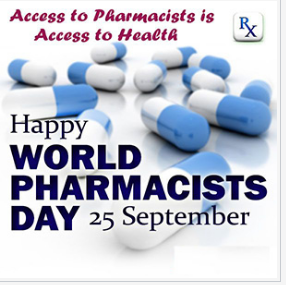 Access to Pharmacists is
Access to Health
RX
Happy
WORLD
PHARMACISTS
DAY 25 September